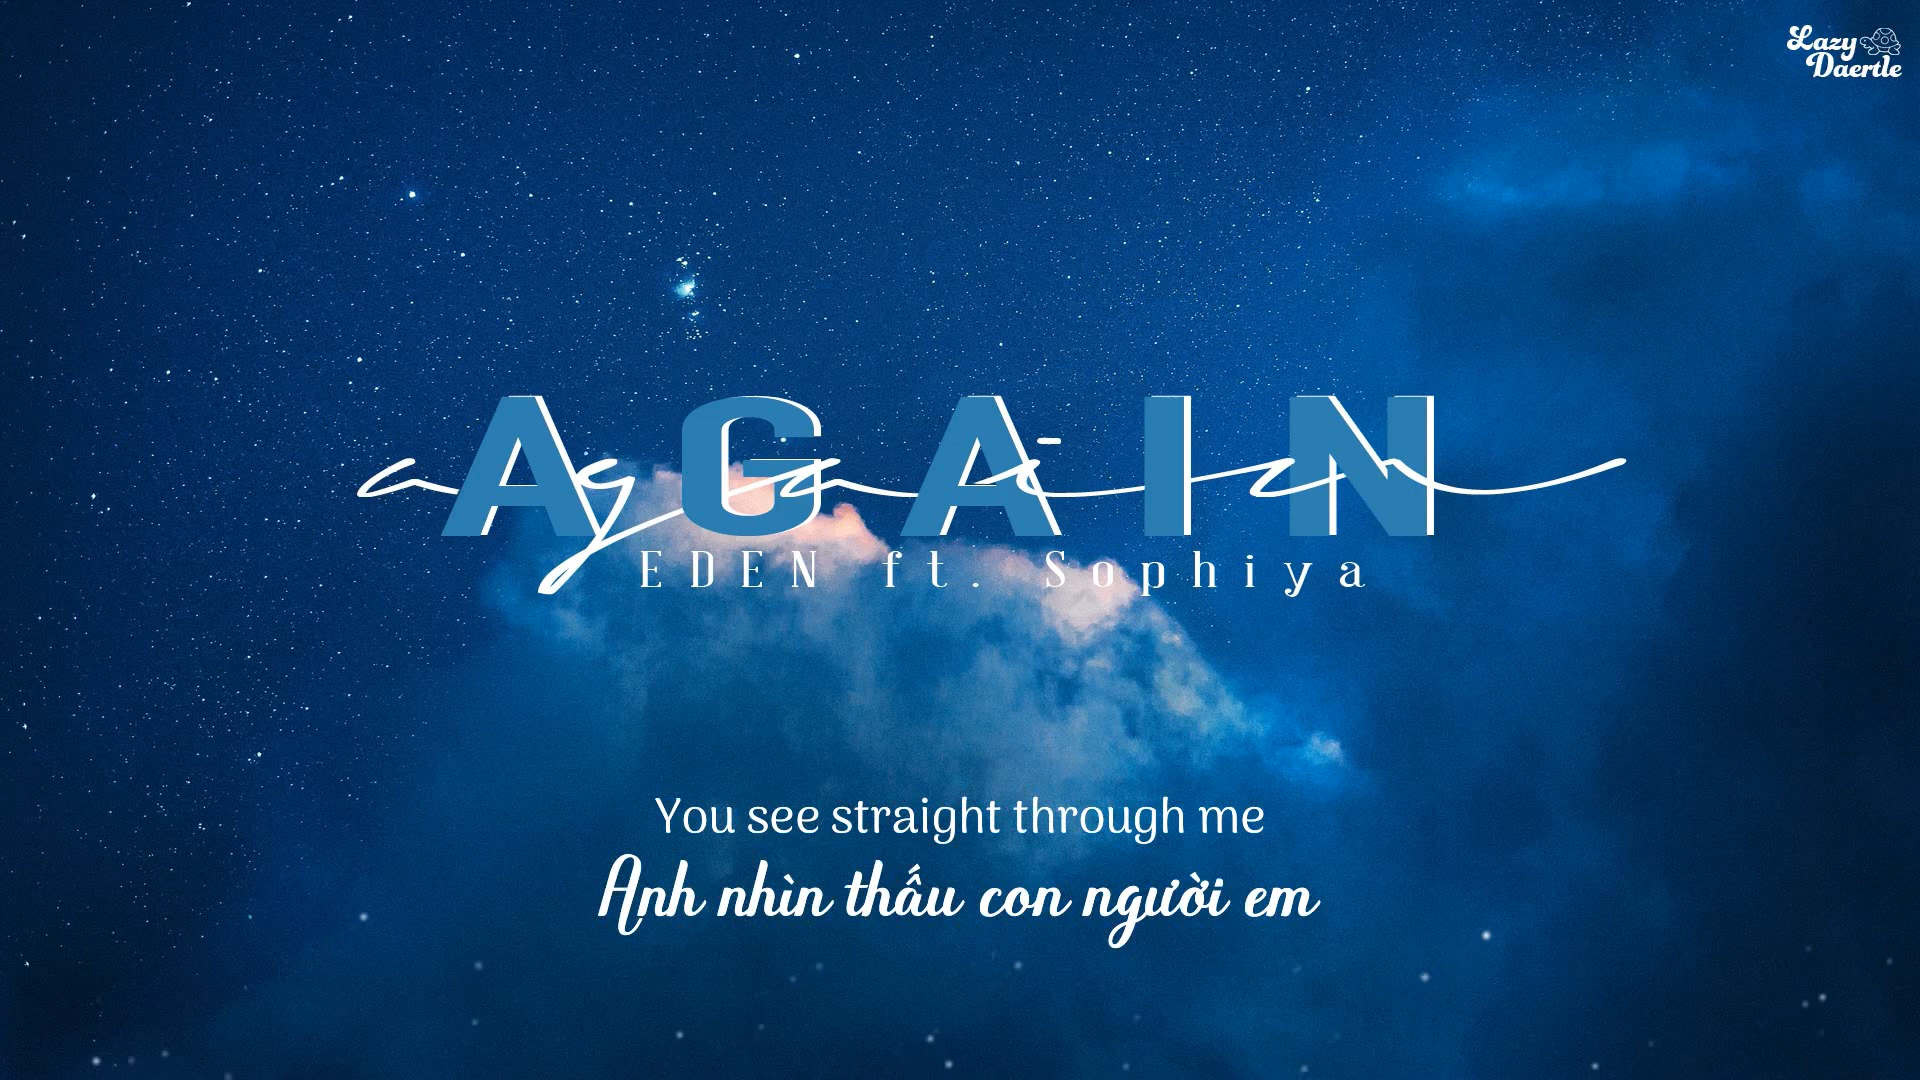 Lazy
Daertle
AGAIN
again
EDEN ft. Sophiya
You see straight through me
Anh nhìn thấu con người em